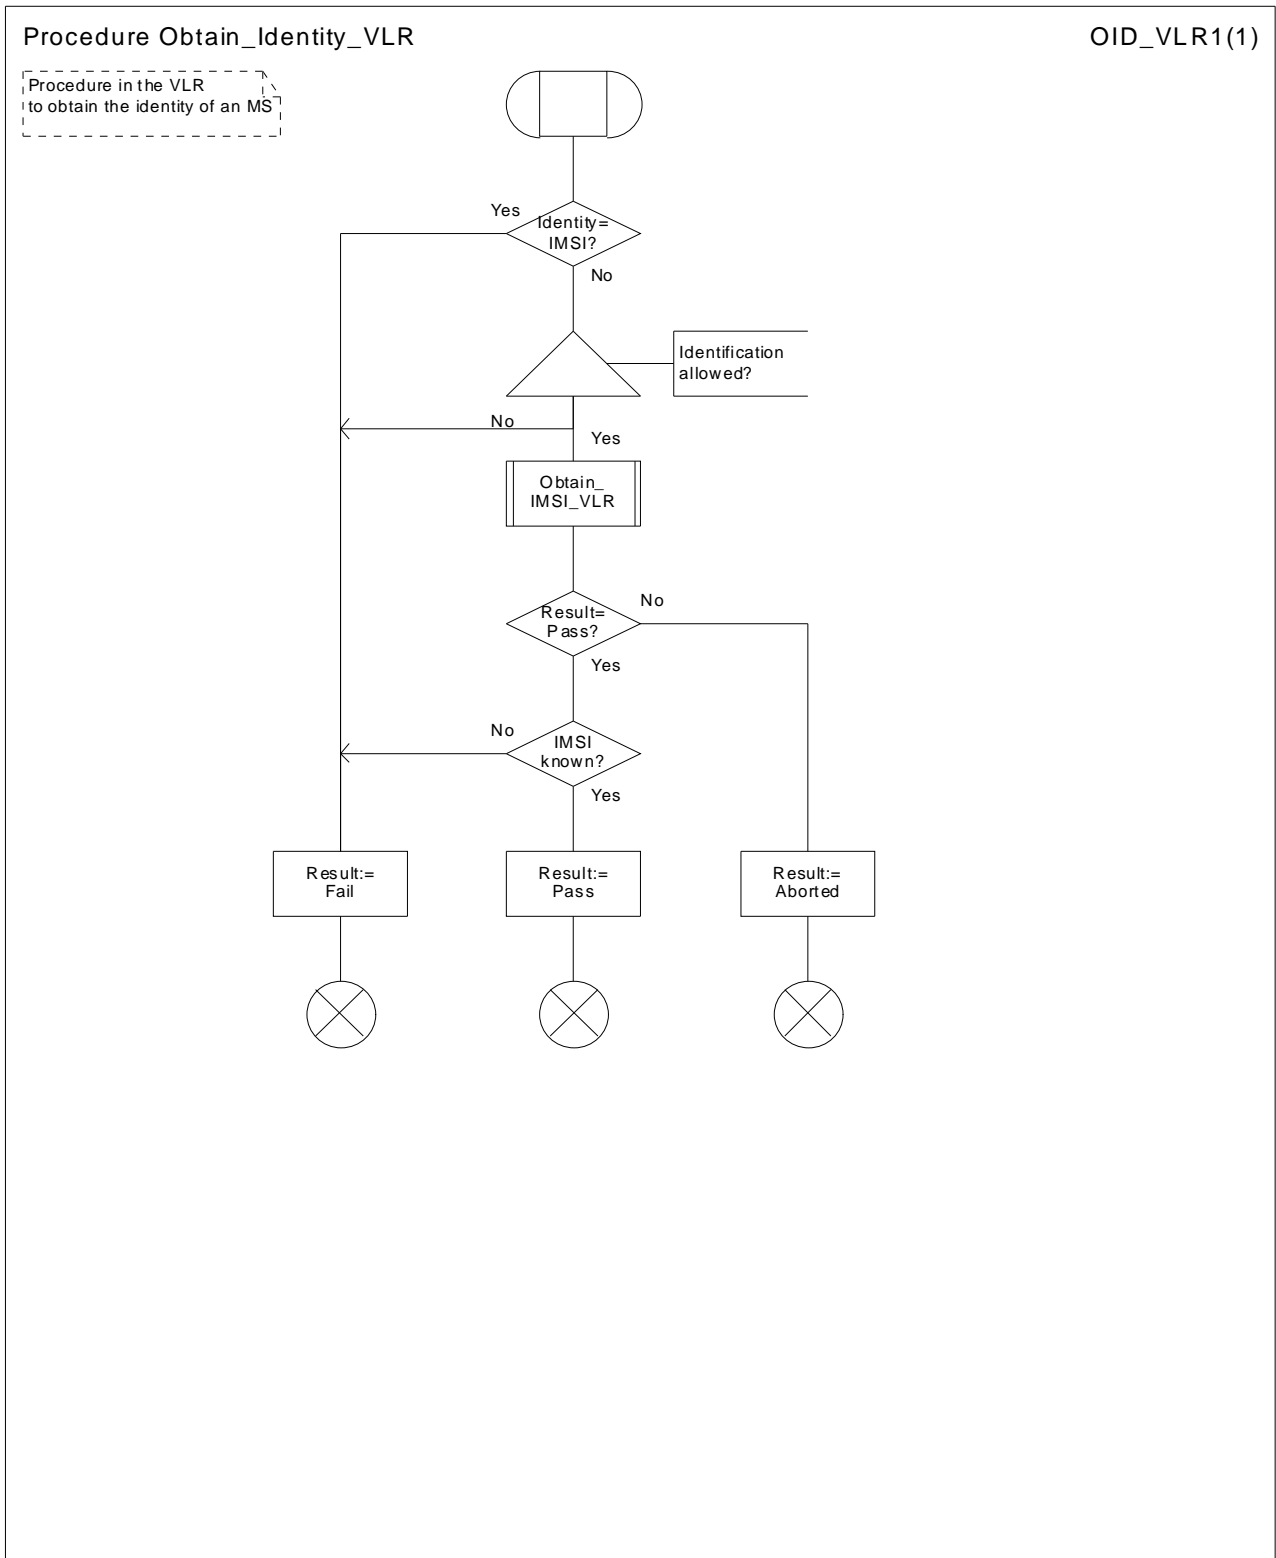 Procedure Obtain_Identity_VLR
OID_VLR1(1)
Procedure in the VLR
to obtain the identity of an MS
Yes
Identity=
IMSI?
No
Identification
allowed?
No
Yes
Obtain_
IMSI_VLR
Result=
Pass?
No
Yes
No
IMSI
known?
Yes
Result:=
Fail
Result:=
Pass
Result:=
Aborted